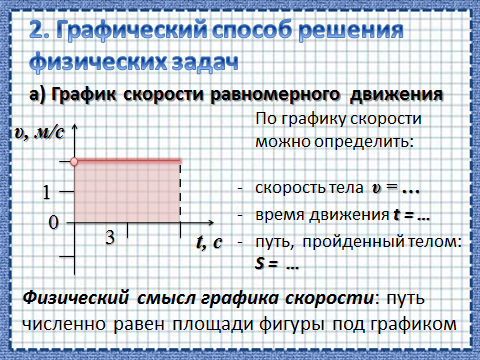 2. Графический способ решения
физических задач
а) График скорости равномерного движения
По графику скорости
можно определить:
υ, м/с
1
0
3
t, с
- скорость тела υ = ...
- время движения t = ...
- путь, пройденный телом:
S = ...
Физический смысл графика скорости: путь
численно равен площади фигуры под графиком